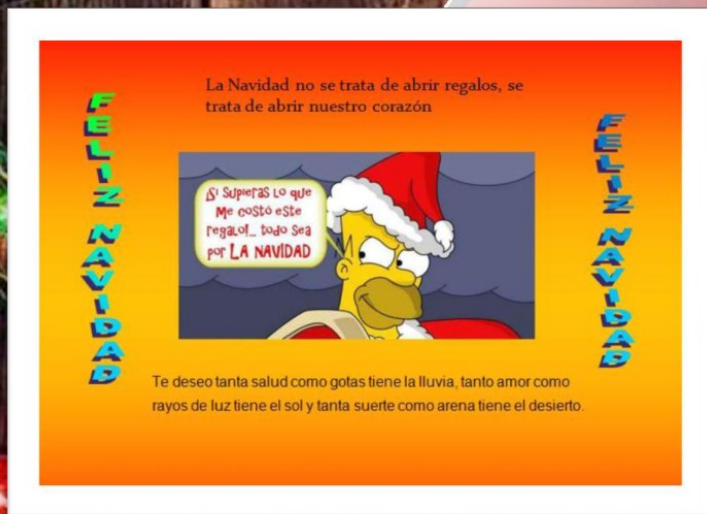 La Navidad no se trata de abrir regalos, se
trata de abrir nuestro corazón
FELIZ NAVIDAD
¡Si supieras lo que
Me costó este
regalo!... todo sea
por LA NAVIDAD
FELIZ NAVIDAD
Te deseo tanta salud como gotas tiene la lluvia, tanto amor como
rayos de luz tiene el sol y tanta suerte como arena tiene el desierto.